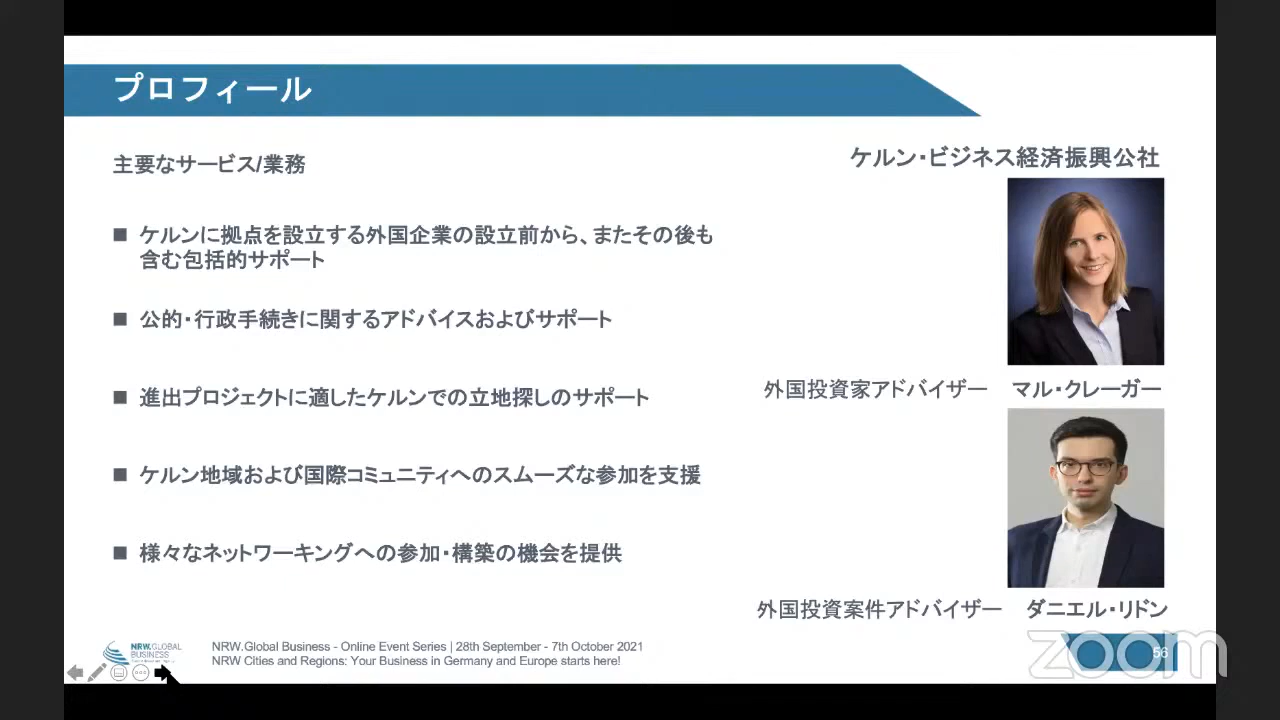 プロフィール
主要なサービス/業務
ケルン・ビジネス経済振興公社
■ ケルンに拠点を設立する外国企業の設立前から、またその後も
含む包括的サポート
■ 公的・行政手続きに関するアドバイスおよびサポート
■ 進出プロジェクトに適したケルンでの立地探しのサポート
■ ケルン地域および国際コミュニティへのスムーズな参加を支援
■ 様々なネットワーキングへの参加・構築の機会を提供
外国投資家アドバイザー マル・クレーガー
外国投資案件アドバイザー ダニエル・リドン
NRW.GLOBAL
BUSINESS
NRW.Global Business - Online Event Series | 28th September - 7th October 2021
NRW Cities and Regions: Your Business in Germany and Europe starts here!
56
zoom